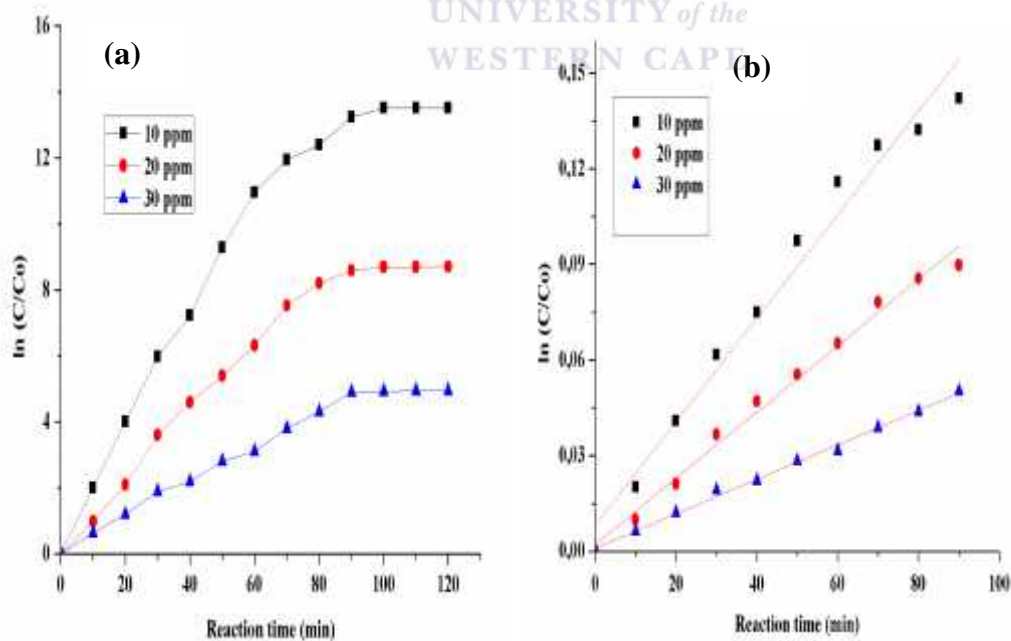 UNIVERSITY of the
WESTERN CAPE
(a)
16
12
8
4
0
10 ppm
20 ppm
30 ppm
ln (C/Co)
0 20 40 60 80 100 120
Reaction time (min)
(b)
0,15
0,12
0,09
0,06
0,03
0,00
10 ppm
20 ppm
30 ppm
ln (C/Co)
0 20 40 60 80 100
Reaction time (min)